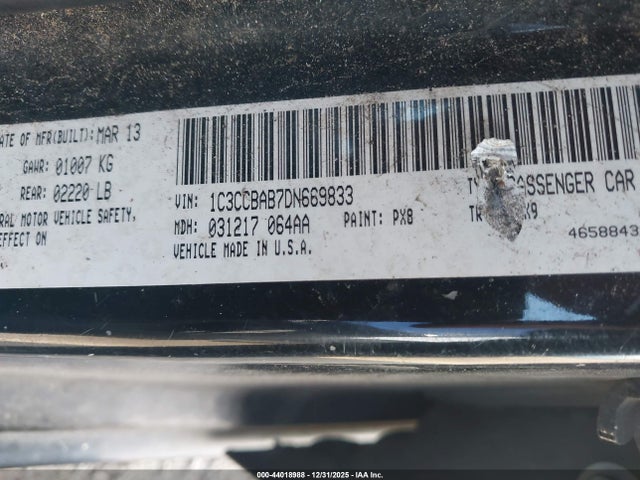 ATE OF MFR(BUILT): MAR 13
GAWR: 01007 KG
REAR: 02220 LB
RAL MOTOR VEHICLE SAFETY,
EFFECT ON
VIN: 1C3CCBAB7DN669833
MDH: 031217 064AA PAINT: PX8
VEHICLE MADE IN U.S.A.
ASSENGER CAR
TR X9
4658843
000-44018988 - 12/31/2025 - IAA Inc.